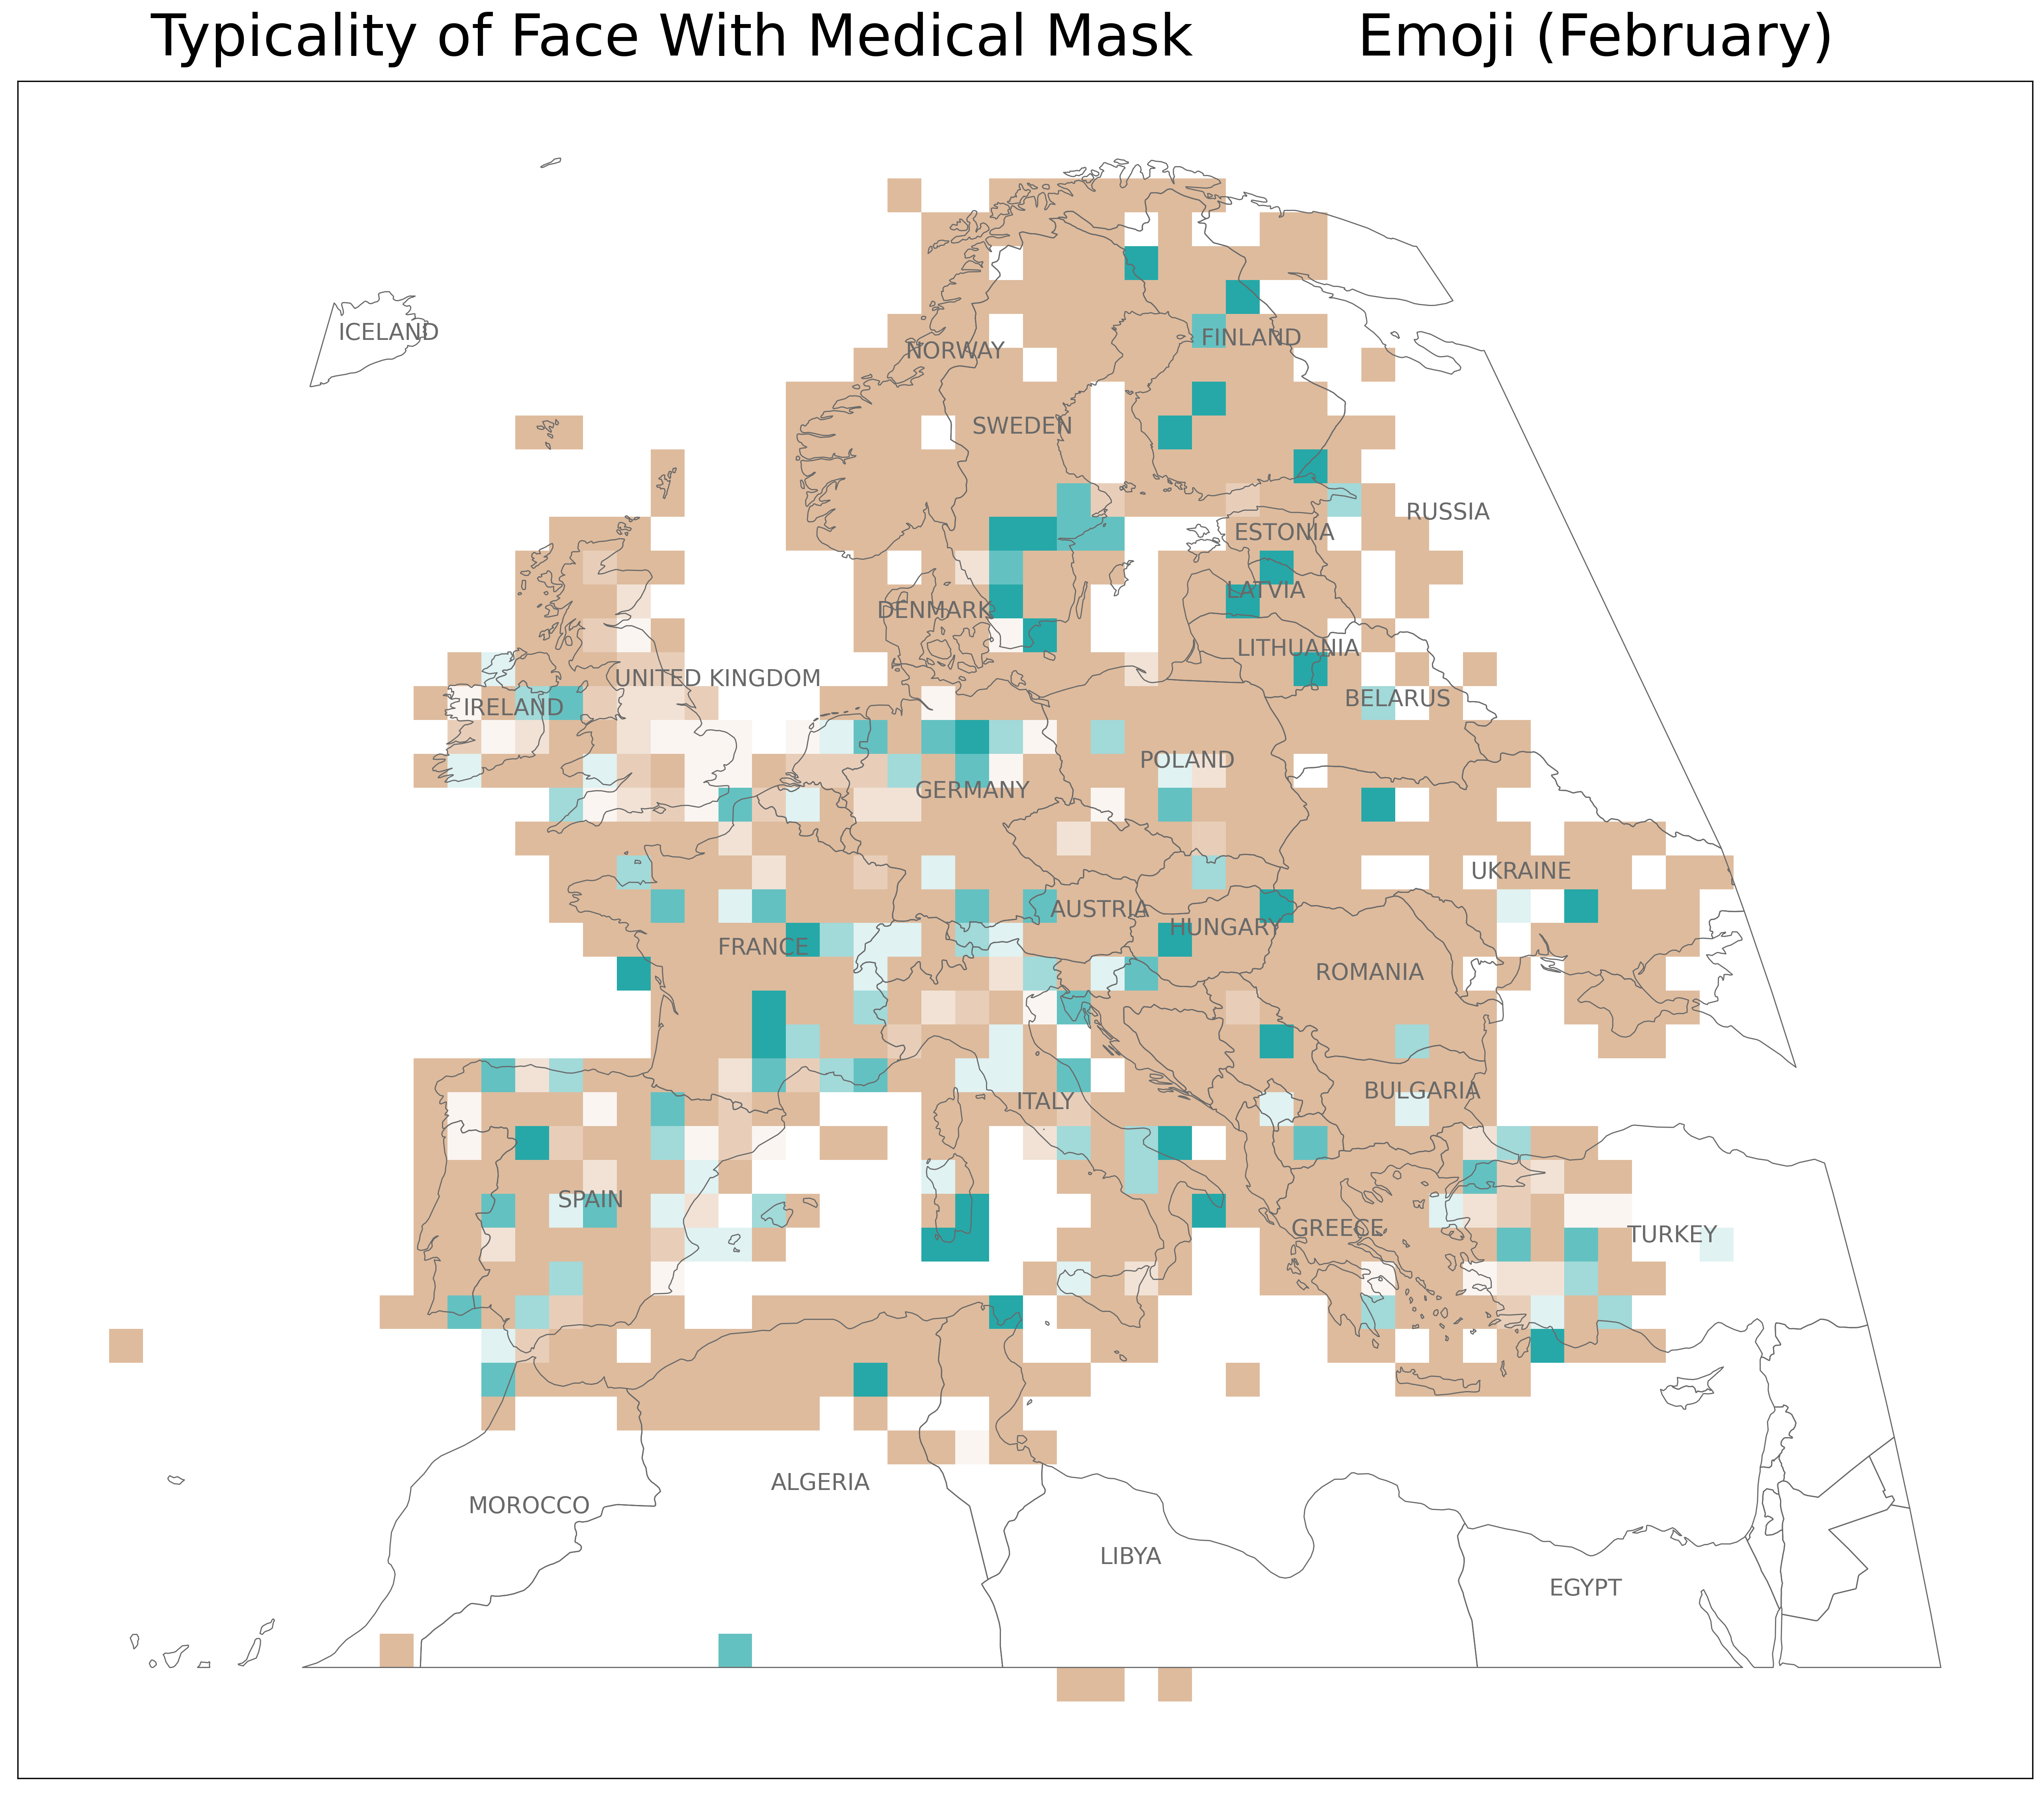 Typicality of Face With Medical Mask Emoji (February)
ICELAND
NORWAY
FINLAND
SWEDEN
RUSSIA
ESTONIA
LATVIA
DENMARK
LITHUANIA
UNITED KINGDOM
BELARUS
IRELAND
POLAND
GERMANY
UKRAINE
AUSTRIA
HUNGARY
FRANCE
ROMANIA
BULGARIA
ITALY
SPAIN
GREECE
TURKEY
ALGERIA
MOROCCO
LIBYA
EGYPT